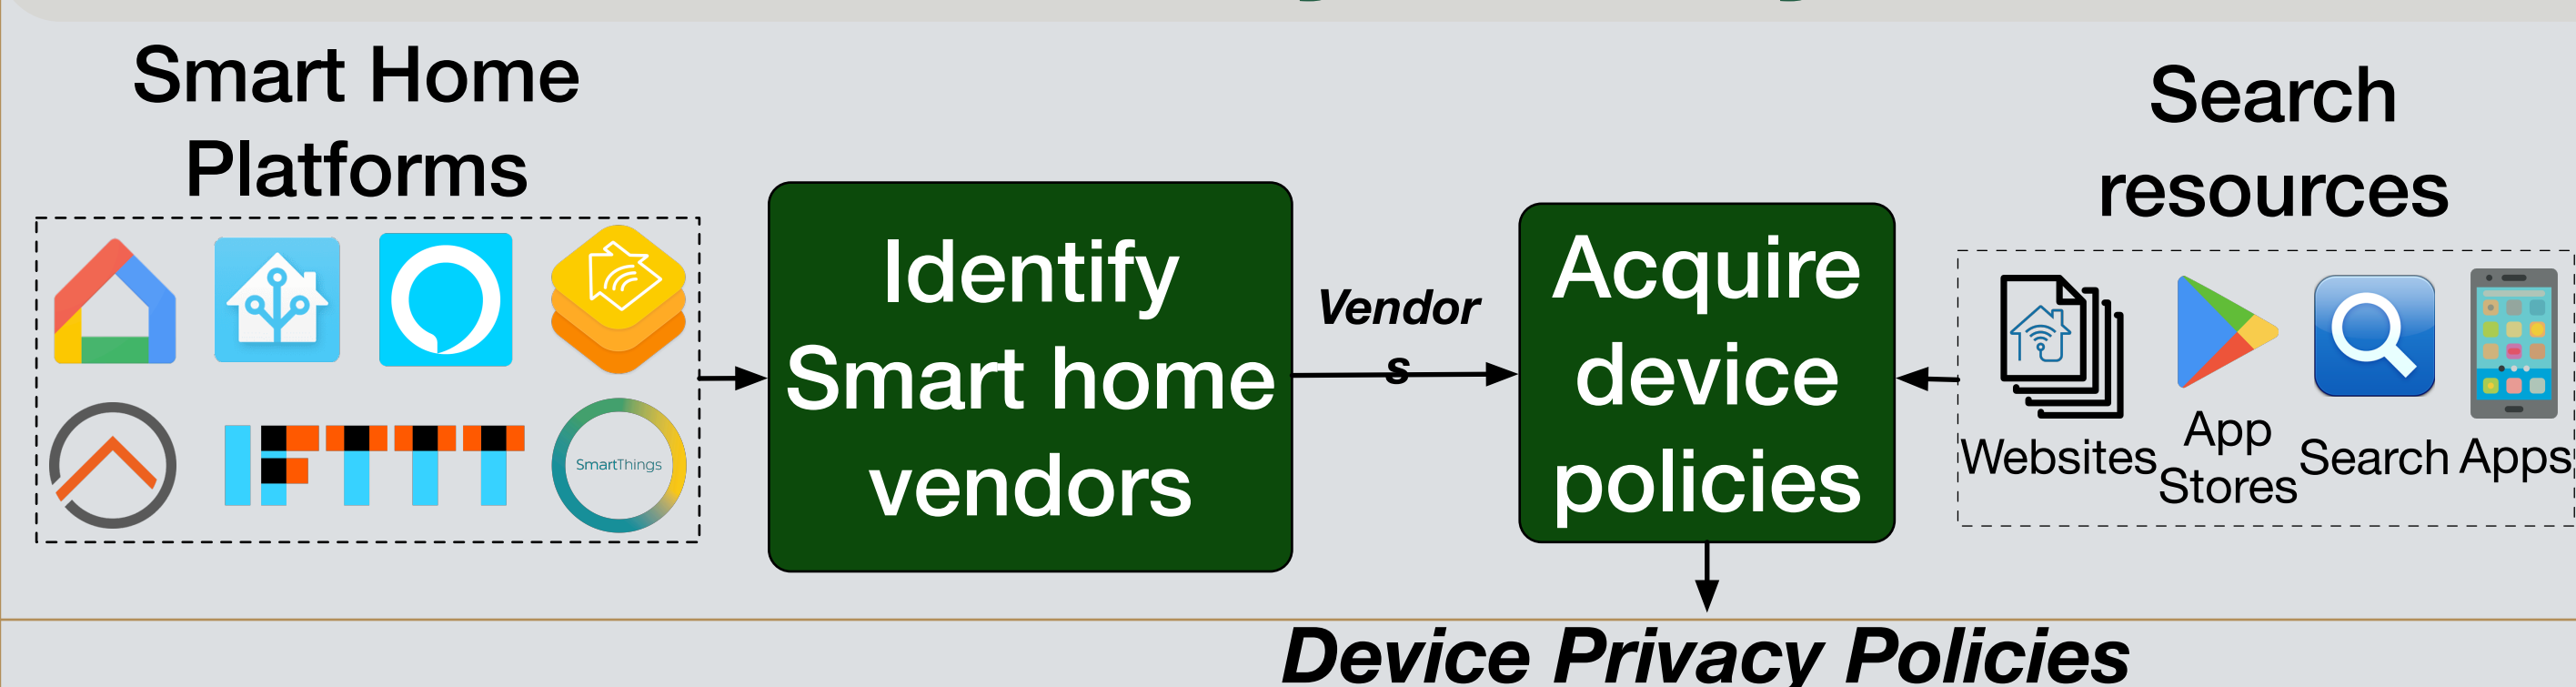 Smart Home
Platforms
IFTTT
SmartThings
Identify
Smart home
vendors
Vendor
s
Acquire
device
policies
Search
resources
Websites
App
Stores
Search
Apps
Device Privacy Policies